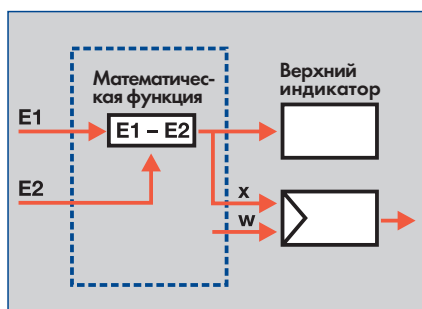 Математичес-
кая функция
Верхний
индикатор
E1
E1 – E2
E2
x
w